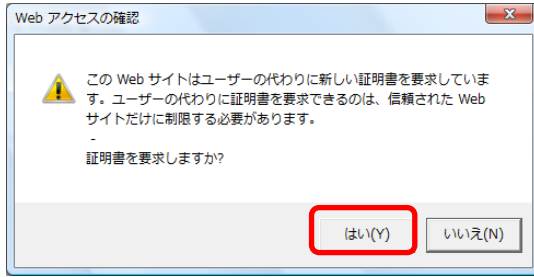 Web アクセスの確認
この Web サイトはユーザーの代わりに新しい証明書を要求していま
す。ユーザーの代わりに証明書を要求できるのは、信頼された Web
サイトだけに制限する必要があります。
-
証明書を要求しますか?
はい(Y)
いいえ(N)